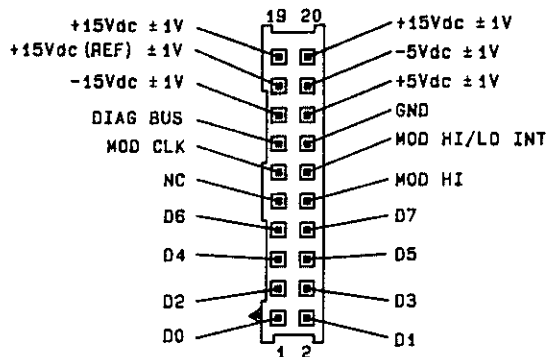 19 20
+15Vdc ±1V +15Vdc ±1V
+15Vdc (REF) ±1V -5Vdc ±1V
-15Vdc ±1V +5Vdc ±1V
DIAG BUS GND
MOD CLK MOD HI/LO INT
NC MOD HI
D6 D7
D4 D5
D2 D3
D0 D1
1 2